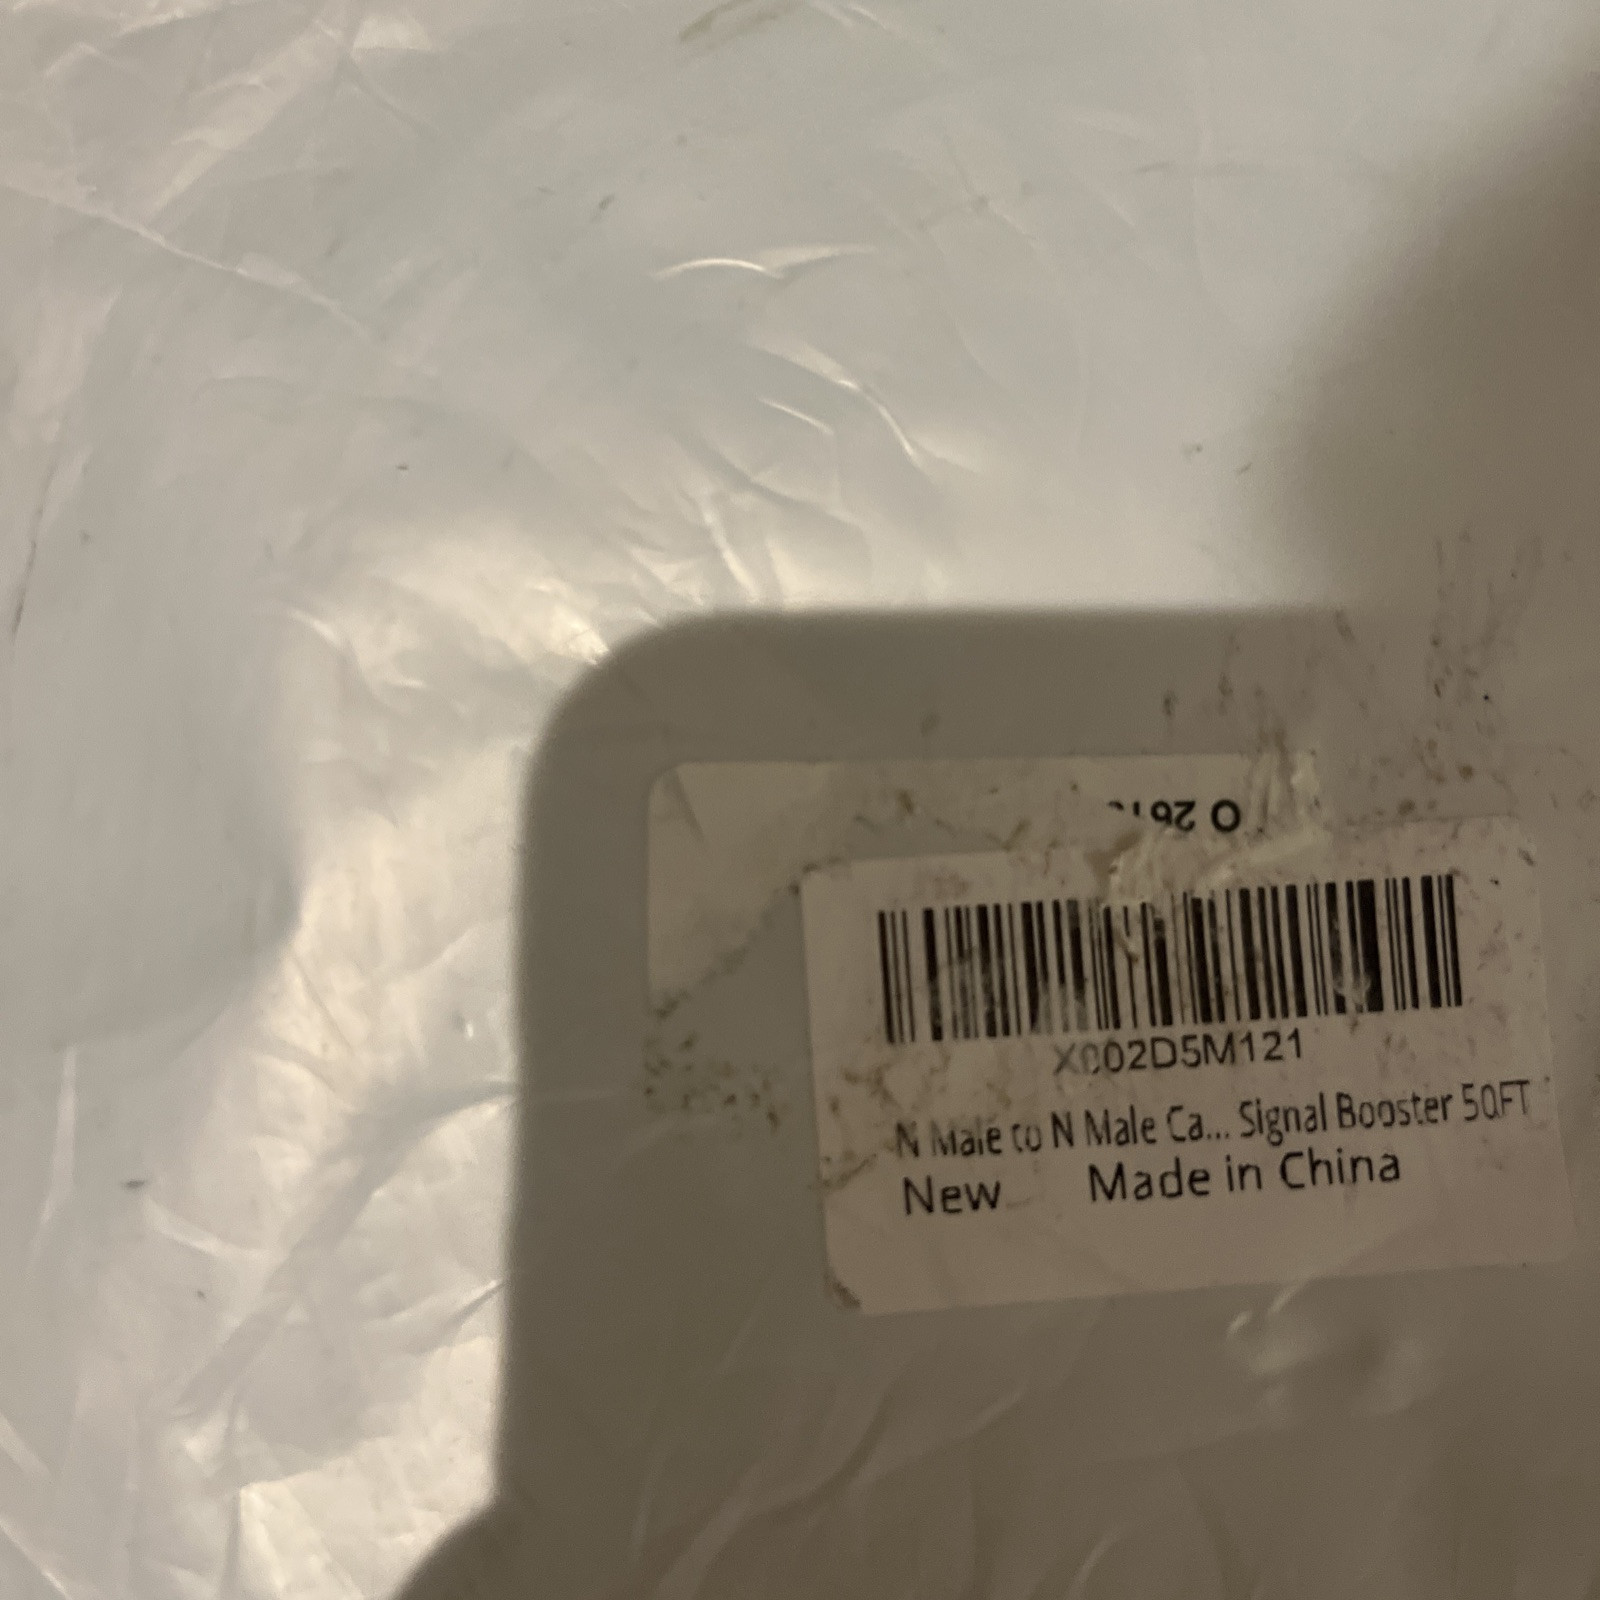 X002D5M121
N Male to N Male Ca... Signal Booster 50FT
New Made in China